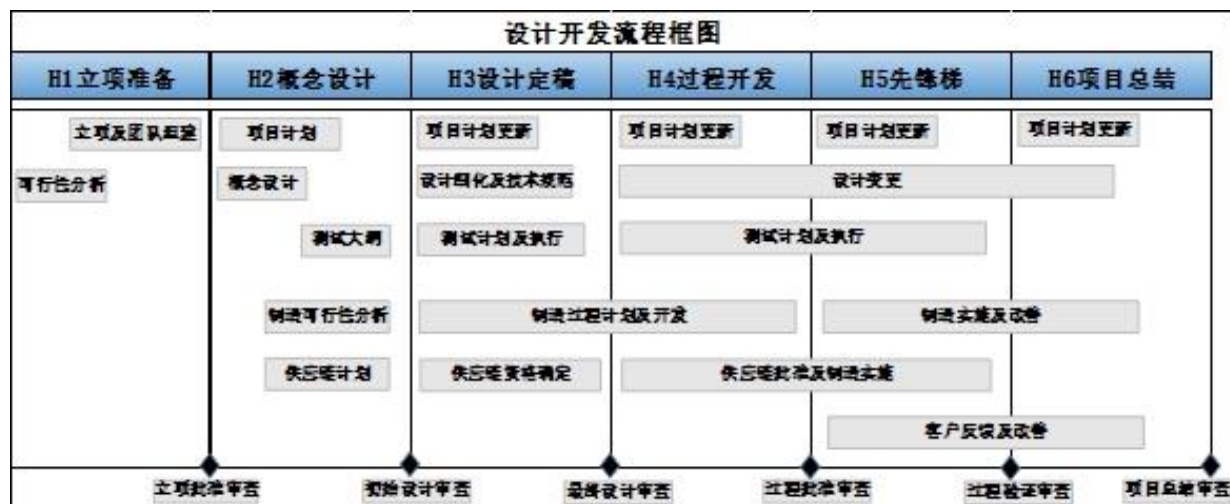 设计开发流程框图
H1立项准备 H2概念设计 H3设计定稿 H4过程开发 H5先锋梯 H6项目总结
立项及团队组建 项目计划 项目计划更新 项目计划更新 项目计划更新 项目计划更新
可行性分析 概念设计 设计细化及技术规范 设计变更
测试大纲 测试计划及执行 测试计划及执行
制造可行性分析 制造过程计划及开发 制造实施及改善
供应链计划 供应链资格确定 供应链批准及制造实施
客户反馈及改善
立项批准审查 初始设计审查 最终设计审查 过程批准审查 过程验证审查 项目总结审查